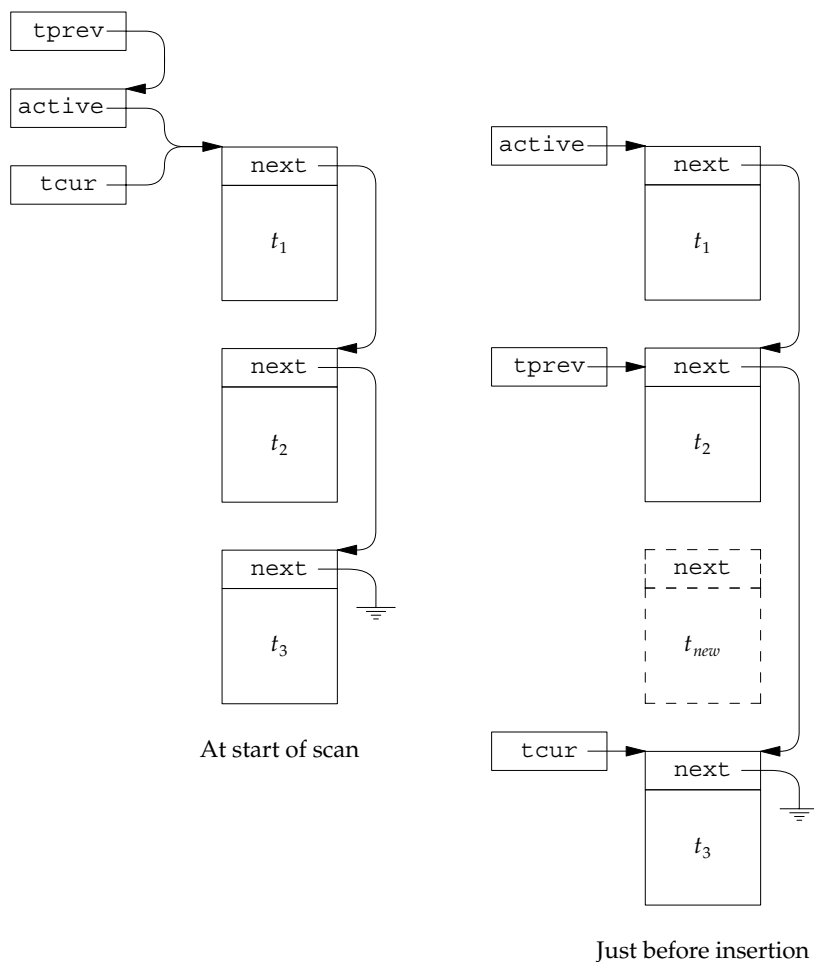 tprev
active
tcur
next
t1
next
t2
next
t3
At start of scan
active
next
t1
tprev
next
t2
next
tnew
tcur
next
t3
Just before insertion